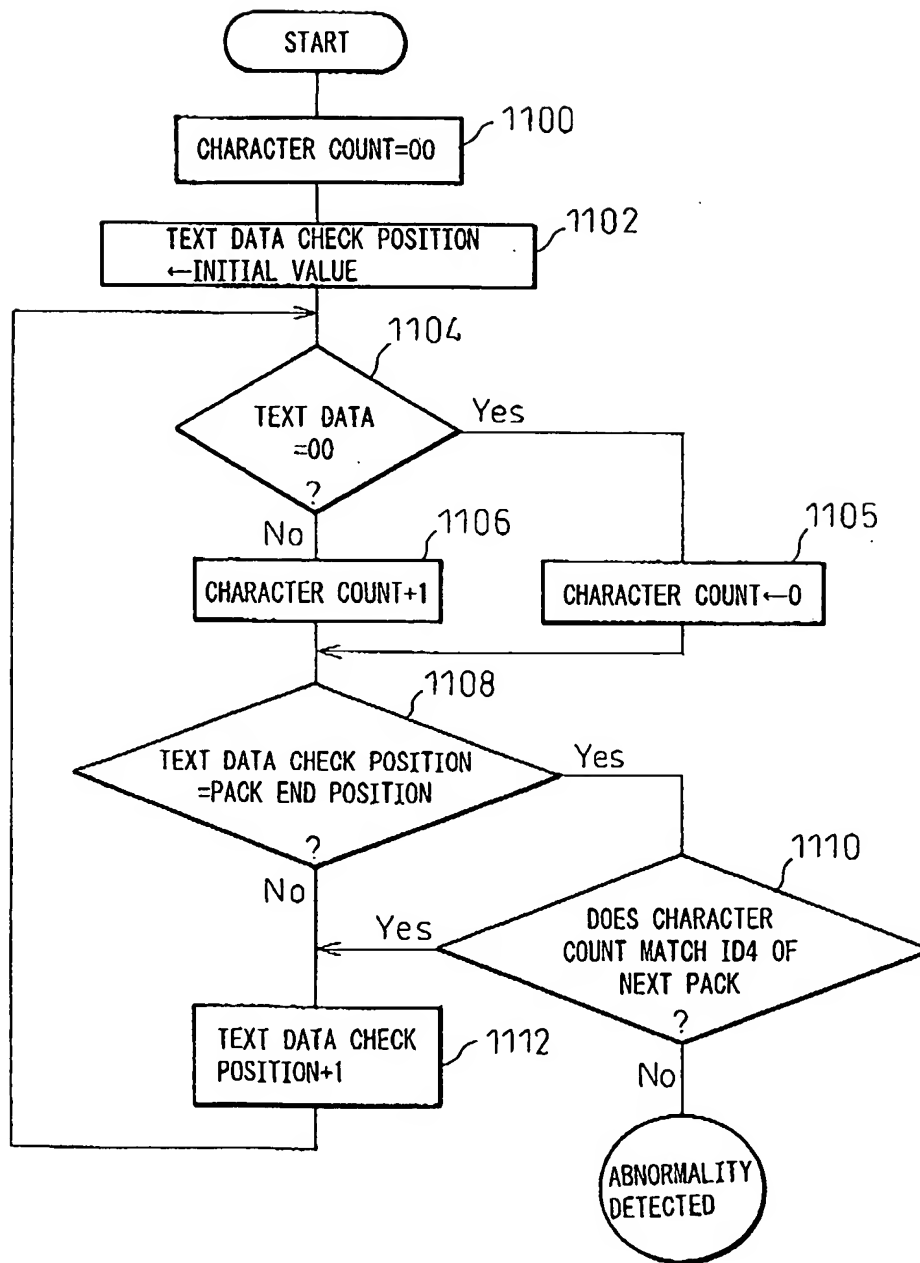 START
1100
CHARACTER COUNT=00
1102
TEXT DATA CHECK POSITION
←INITIAL VALUE
1104
TEXT DATA
=00
?
Yes
No
1106
1105
CHARACTER COUNT+1
CHARACTER COUNT←0
1108
TEXT DATA CHECK POSITION
=PACK END POSITION
?
Yes
No
1110
DOES CHARACTER
COUNT MATCH ID4 OF
NEXT PACK
?
Yes
No
TEXT DATA CHECK
POSITION+1
1112
ABNORMALITY
DETECTED